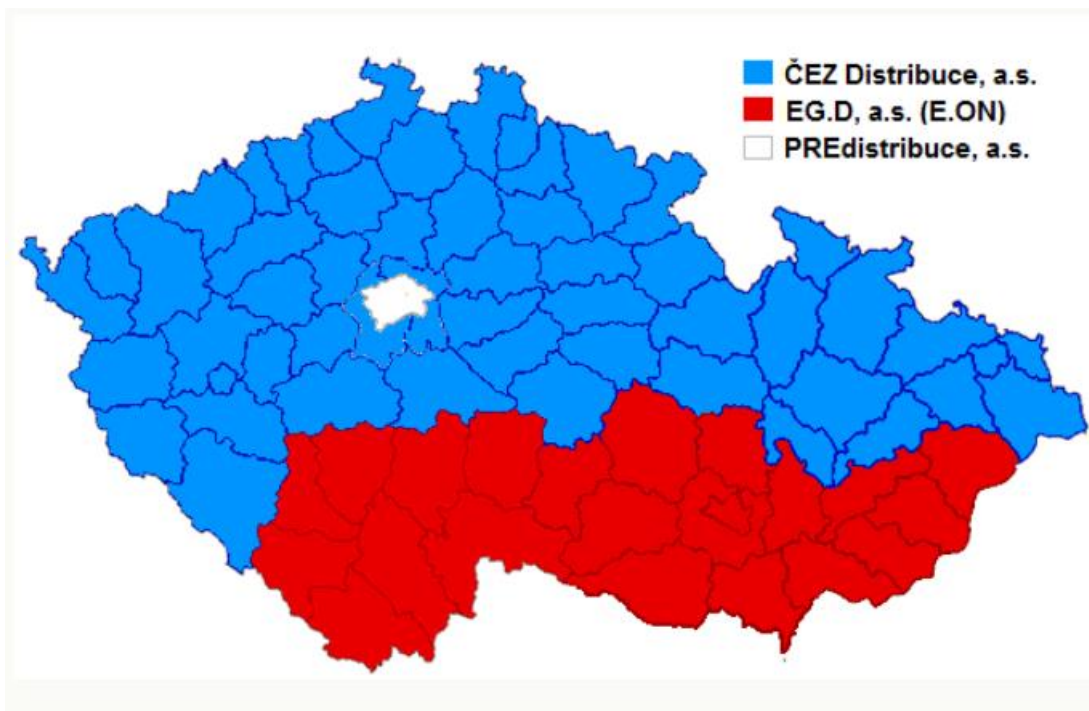 ČEZ Distribuce, a.s.
EG.D, a.s. (E.ON)
PREdistribuce, a.s.